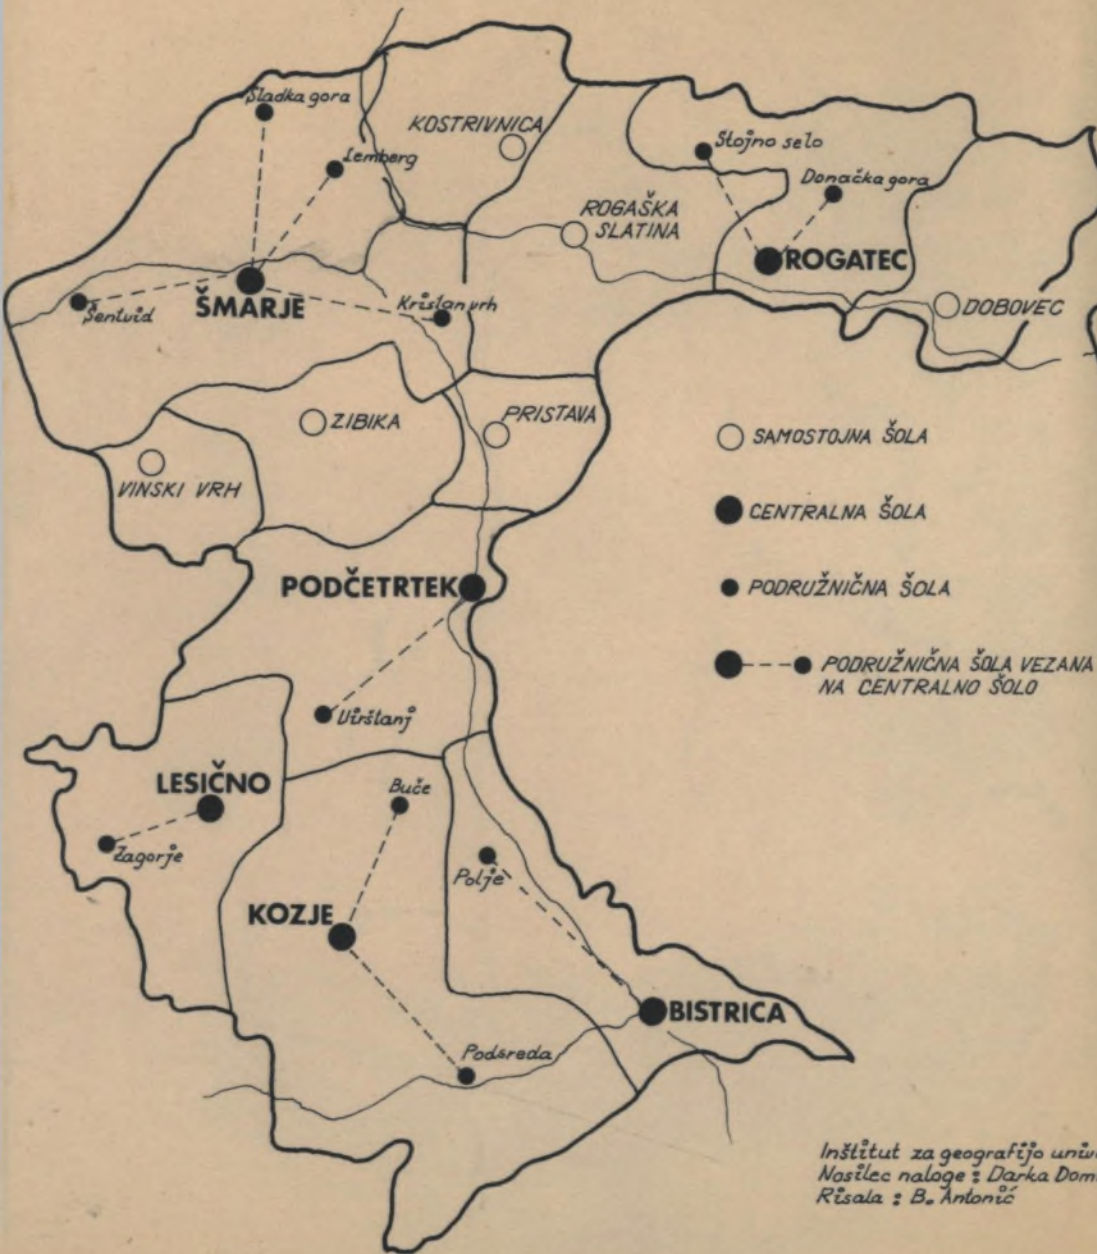 Sladka gora
KOSTRIVNICA
Lemberg
Stojno selo
Donačka gora
ROGAŠKA
SLATINA
ROGATEC
Šentvid
ŠMARJE
Kristan vrh
DOBOVEC
ZIBIKA
PRISTAVA
VINSKI VRH
SAMOSTOJNA ŠOLA
CENTRALNA ŠOLA
PODČETRTEK
PODRUŽNIČNA ŠOLA
PODRUŽNIČNA ŠOLA VEZANA
NA CENTRALNO ŠOLO
Virštanj
LESIČNO
Buče
Zagorje
Polje
KOZJE
BISTRICA
Podsreda
Inštitut za geografijo
Nosilec naloge : Darka
Risala : B. Antonić